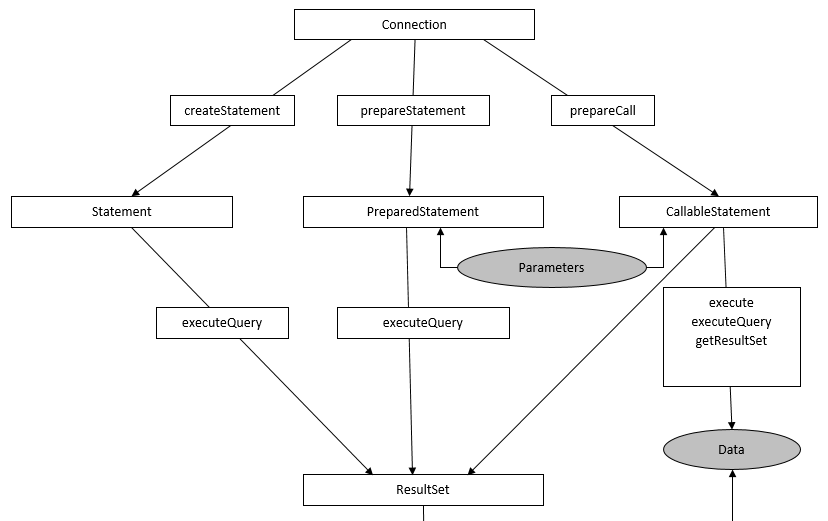 Connection
createStatement
prepareStatement
prepareCall
Statement
PreparedStatement
CallableStatement
Parameters
executeQuery
executeQuery
execute
executeQuery
getResultSet
Data
ResultSet